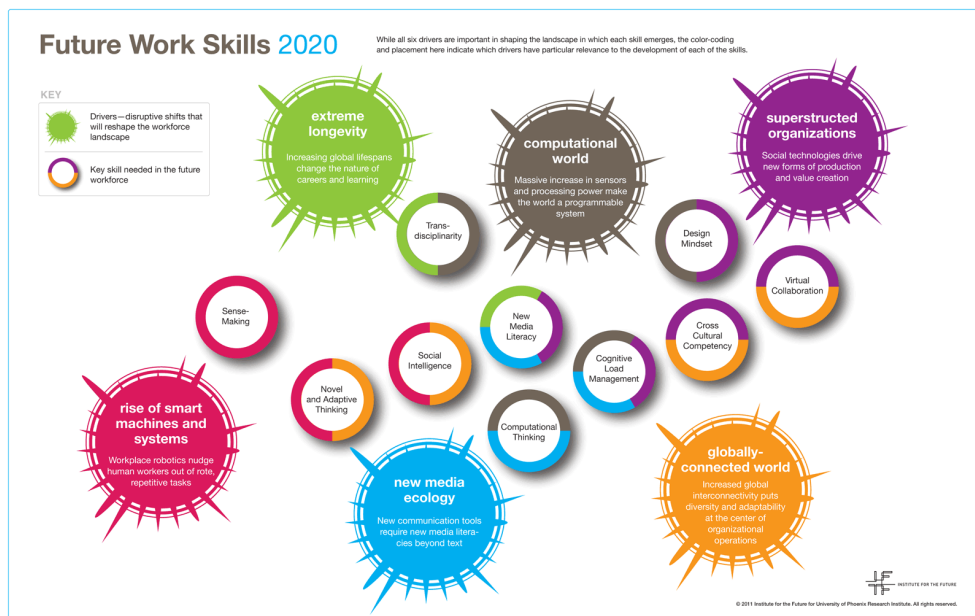 Future Work Skills 2020
While all six drivers are important in shaping the landscape in which each skill emerges, the color-coding
and placement here indicate which drivers have particular relevance to the development of each of the skills.
KEY
Drivers—disruptive shifts that
will reshape the workforce
landscape
Key skill needed in the future
workforce
extreme
longevity
Increasing global lifespans
change the nature of
careers and learning
computational
world
Massive increase in sensors
and processing power make
the world a programmable
system
superstructed
organizations
Social technologies drive
new forms of production
and value creation
Trans-
disciplinarity
Design
Mindset
Virtual
Collaboration
Sense-
Making
New
Media
Literacy
Cross
Cultural
Competency
Social
Intelligence
Cognitive
Load
Management
Novel
and Adaptive
Thinking
Computational
Thinking
rise of smart
machines and
systems
Workplace robotics nudge
human workers out of rote,
repetitive tasks
new media
ecology
New communication tools
require new media litera-
cies beyond text
globally-
connected world
Increased global
interconnectivity puts
diversity and adaptability
at the center of
organizational
operations
INSTITUTE FOR THE FUTURE
© 2011 Institute for the Future for University of Phoenix Research Institute. All rights reserved.